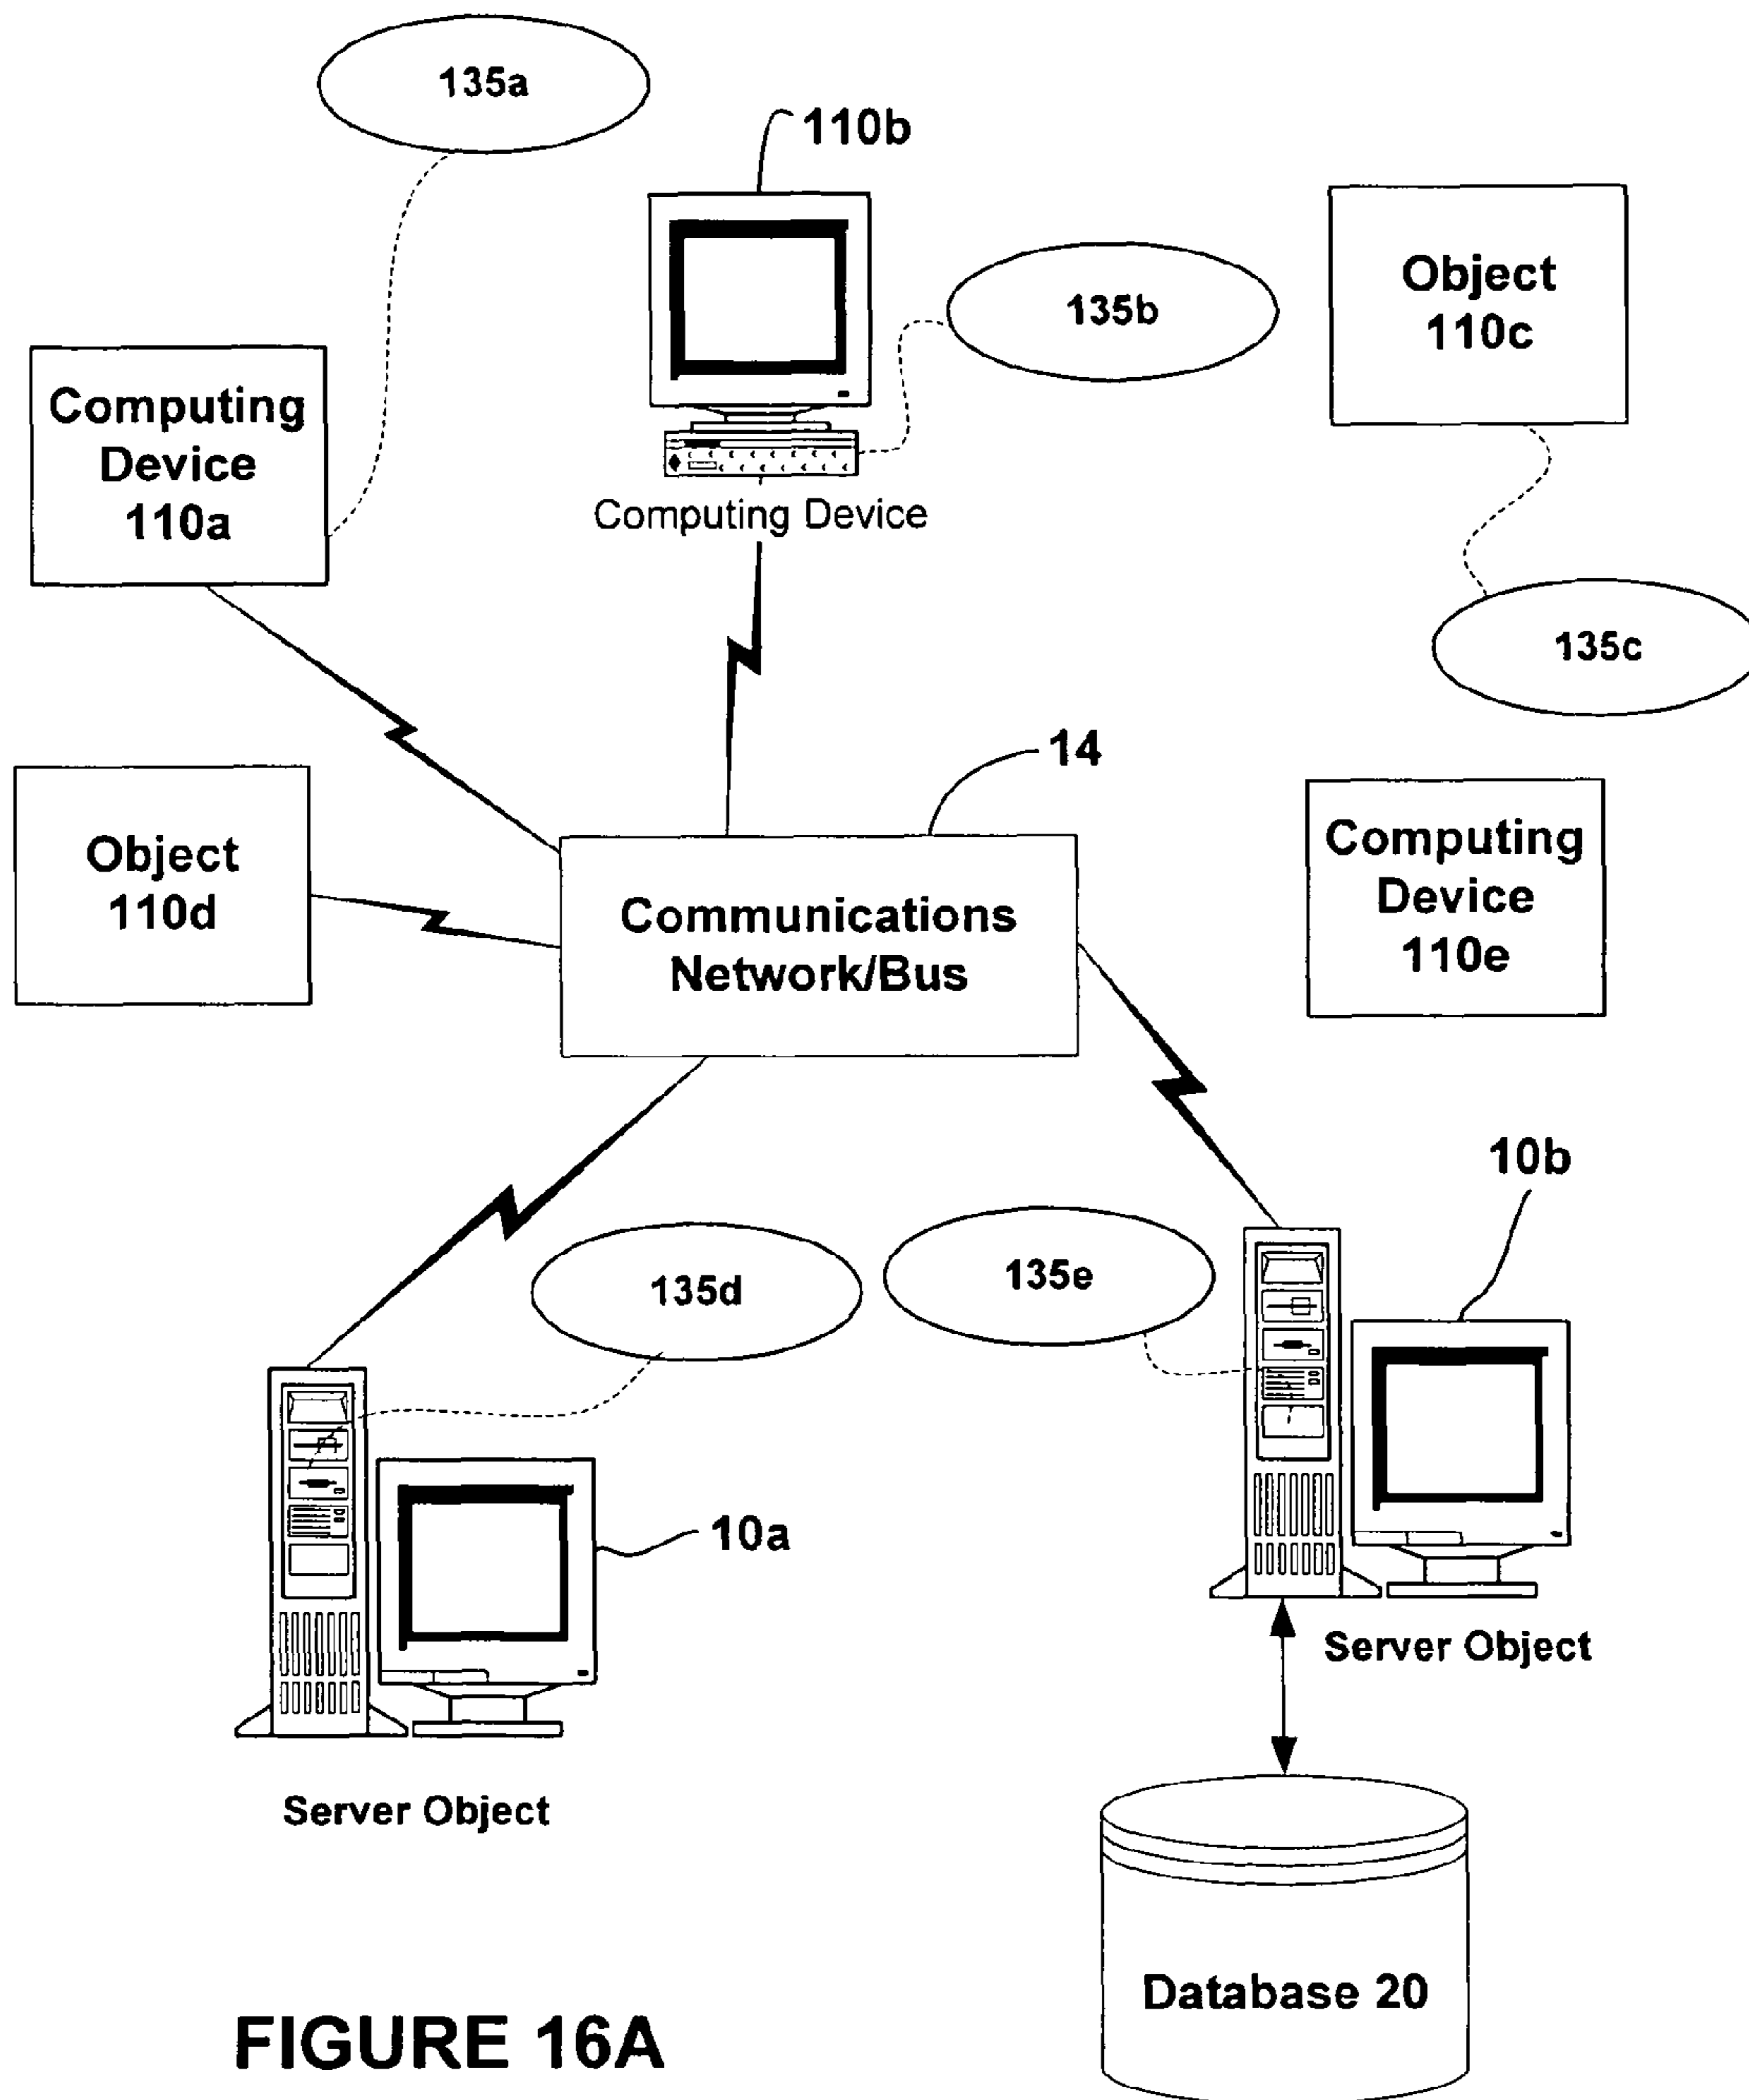 135a
110b
Object
110c
135b
Computing
Device
110a
Computing Device
135c
14
Object
110d
Communications
Network/Bus
Computing
Device
110e
10b
135d
135e
10a
Server Object
Server Object
Database 20
FIGURE 16A